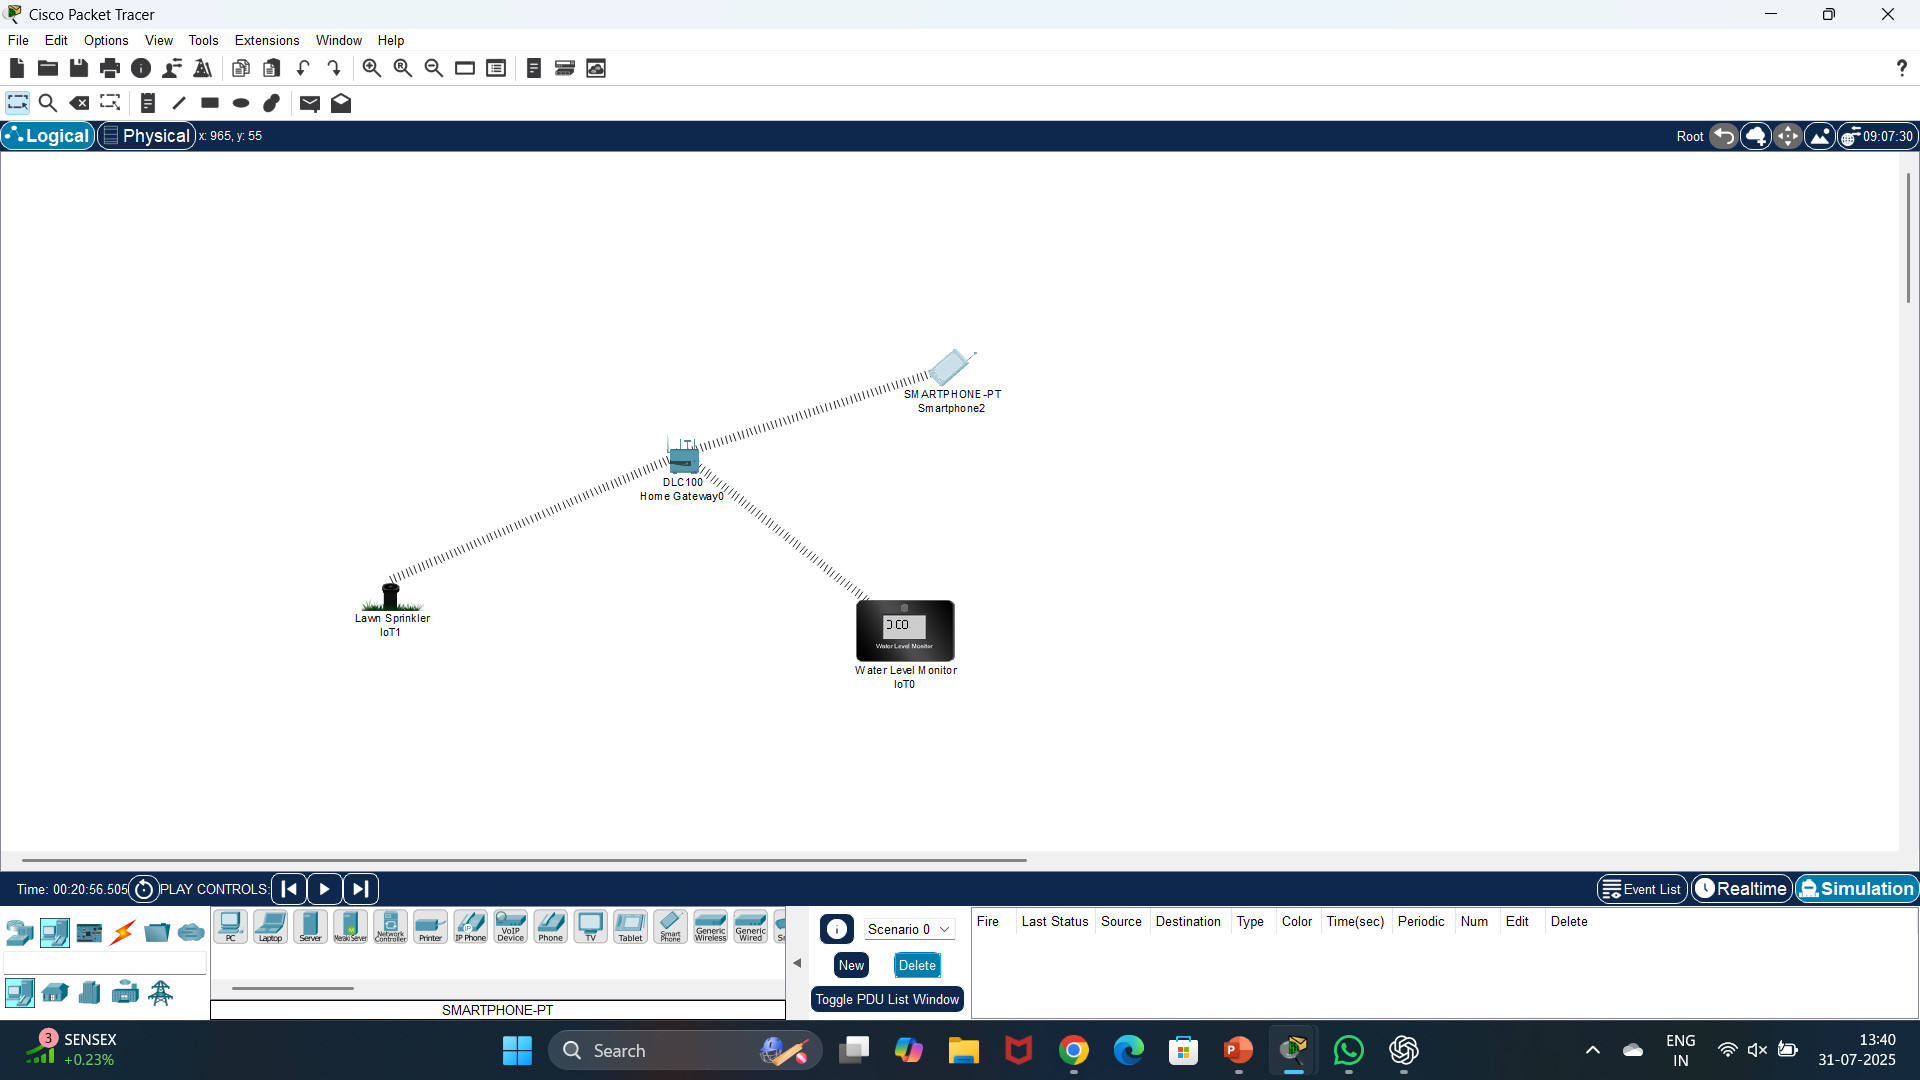 Cisco Packet Tracer
File Edit Options View Tools Extensions Window Help
?
Logical Physical x: 965, y: 55 Root 09:07:30
SMARTPHONE-PT
Smartphone2
DLC100
Home Gateway0
Lawn Sprinkler
IoT1
Water Level Monitor
Water Level Monitor
IoT0
Time: 00:20:56.505 PLAY CONTROLS: Event List Realtime Simulation
PC Laptop Server Meraki Server Network Controller Printer IP Phone VoIP Device Phone TV Tablet Smart Phone Generic Wireless Generic Wired
SMARTPHONE-PT
Scenario 0
New Delete
Toggle PDU List Window
Fire Last Status Source Destination Type Color Time(sec) Periodic Num Edit Delete
3 SENSEX
+0.23%
Search
ENG
IN
13:40
31-07-2025